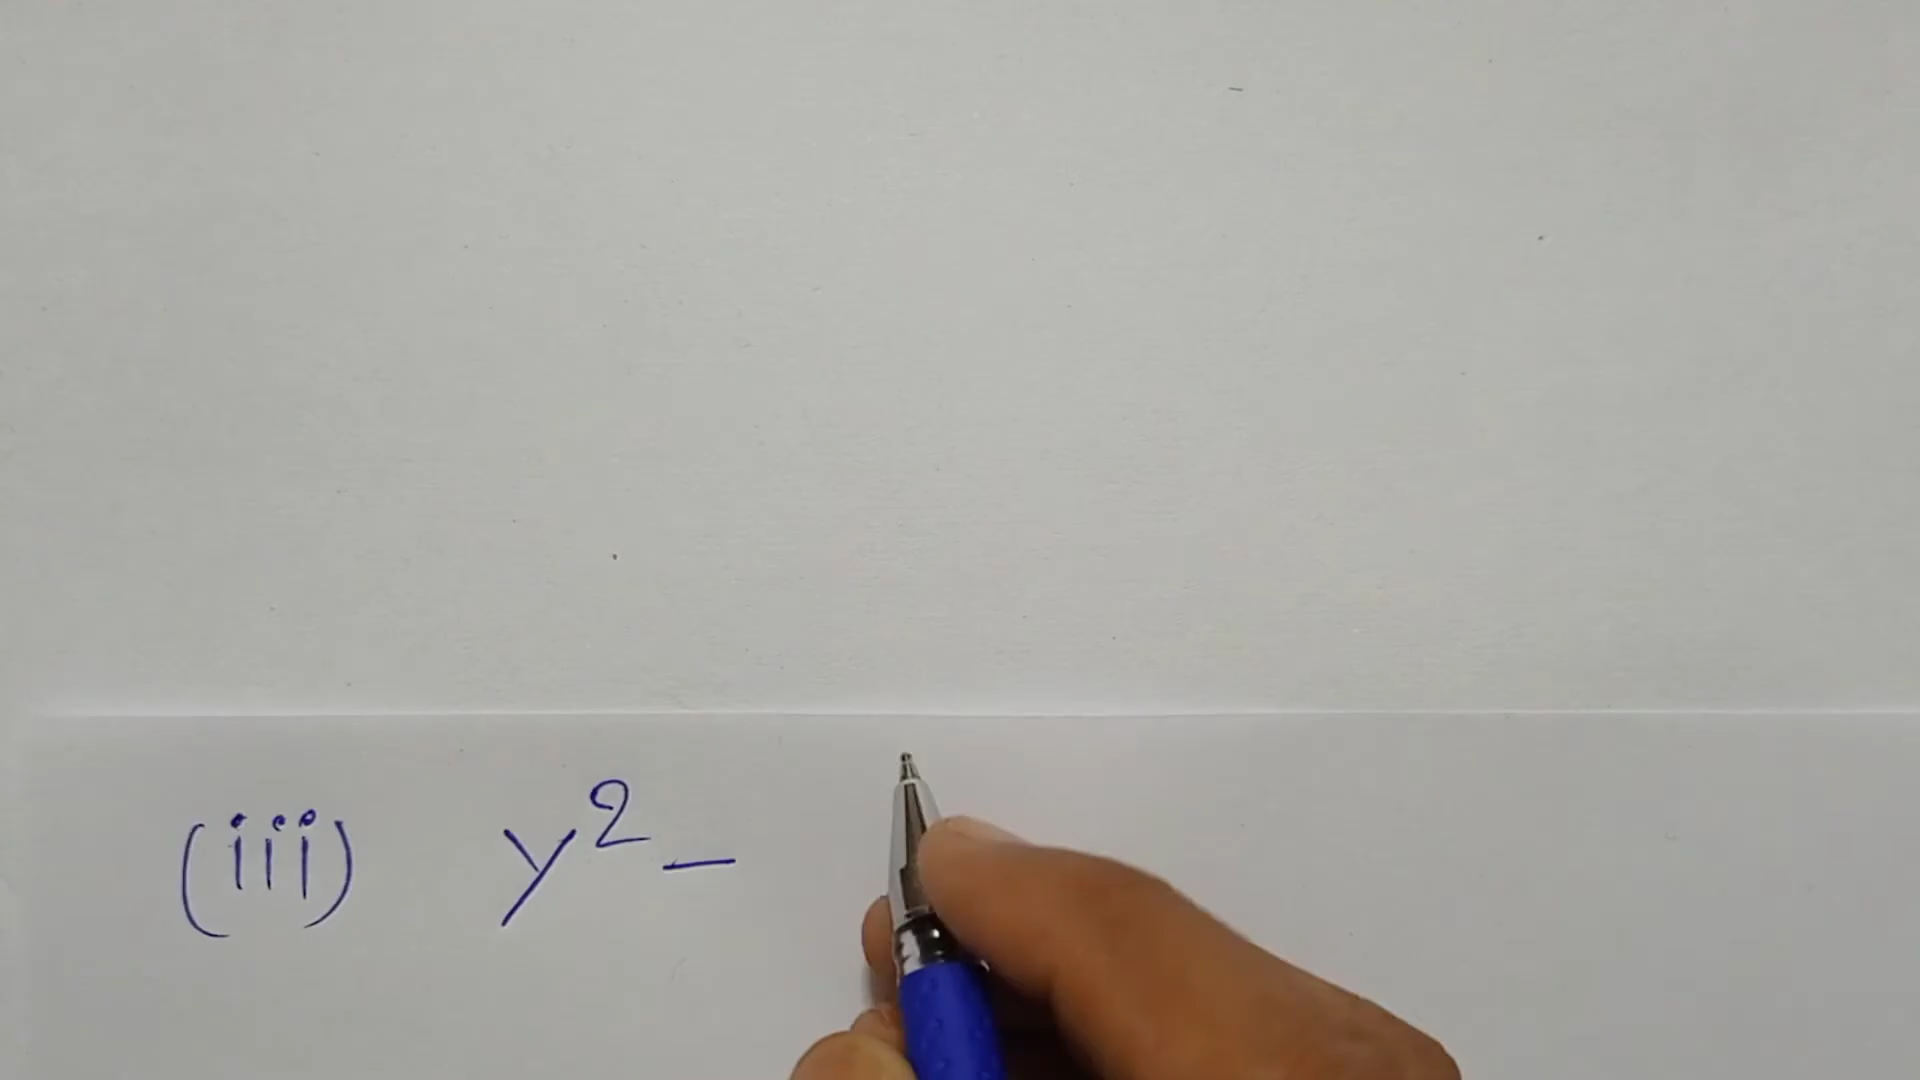 (iii) y² –